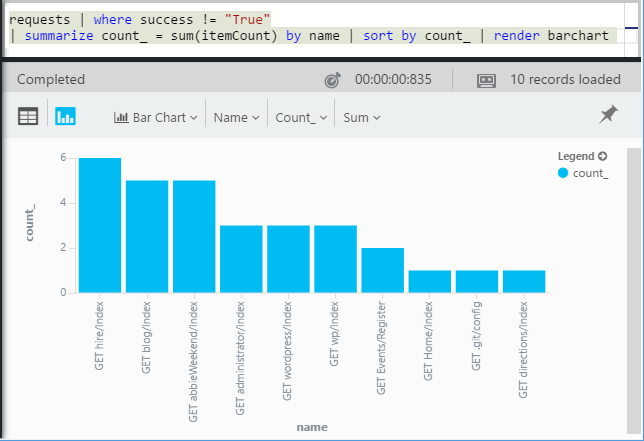 requests | where success != "True"
| summarize count_ = sum(itemCount) by name | sort by count_ | render barchart
Completed
00:00:00:835
10 records loaded
Bar Chart
Name
Count_
Sum
Legend
count_
6
4
2
0
count_
GET hire/Index
GET blog/Index
GET abbieWeekend/Index
GET administrator/Index
GET wordpress/Index
GET wp/Index
GET Events/Register
GET Home/Index
GET .git/config
GET directions/Index
name